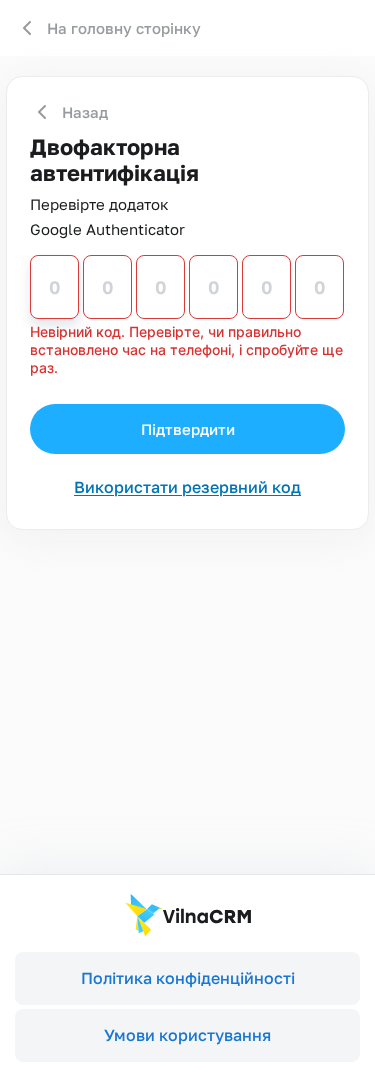 На головну сторінку
Назад
Двофакторна
автентифікація
Перевірте додаток
Google Authenticator
0 0 0 0 0 0
Невірний код. Перевірте, чи правильно
встановлено час на телефоні, і спробуйте ще
раз.
Підтвердити
Використати резервний код
VilnaCRM
Політика конфіденційності
Умови користування